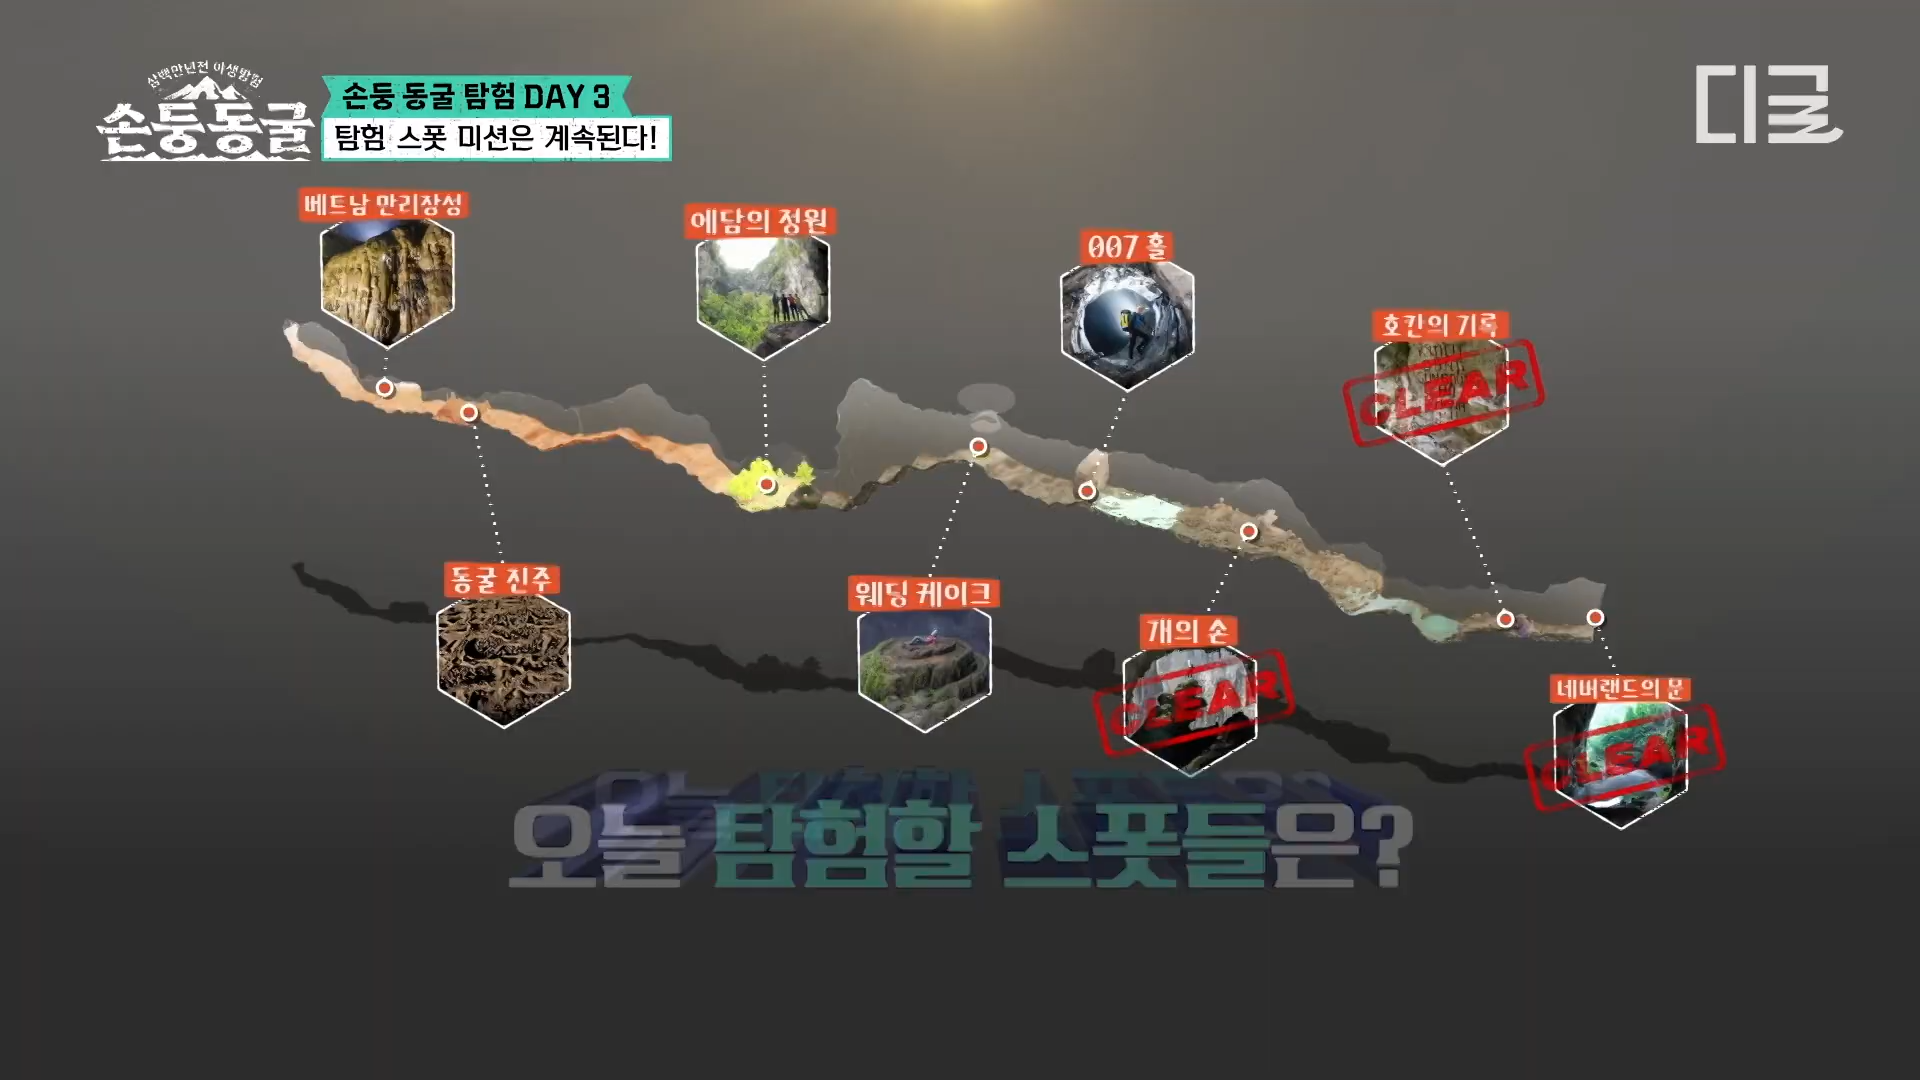 삼백만년전 야생탐험
손둥 동굴
손둥 동굴 탐험 DAY 3
탐험 스폿 미션은 계속된다!
디글
베트남 만리장성
에담의 정원
007 홀
호칸의 기록
CLEAR
동굴 진주
웨딩 케이크
개의 손
CLEAR
네버랜드의 문
CLEAR
오늘 탐험할 스폿들은?